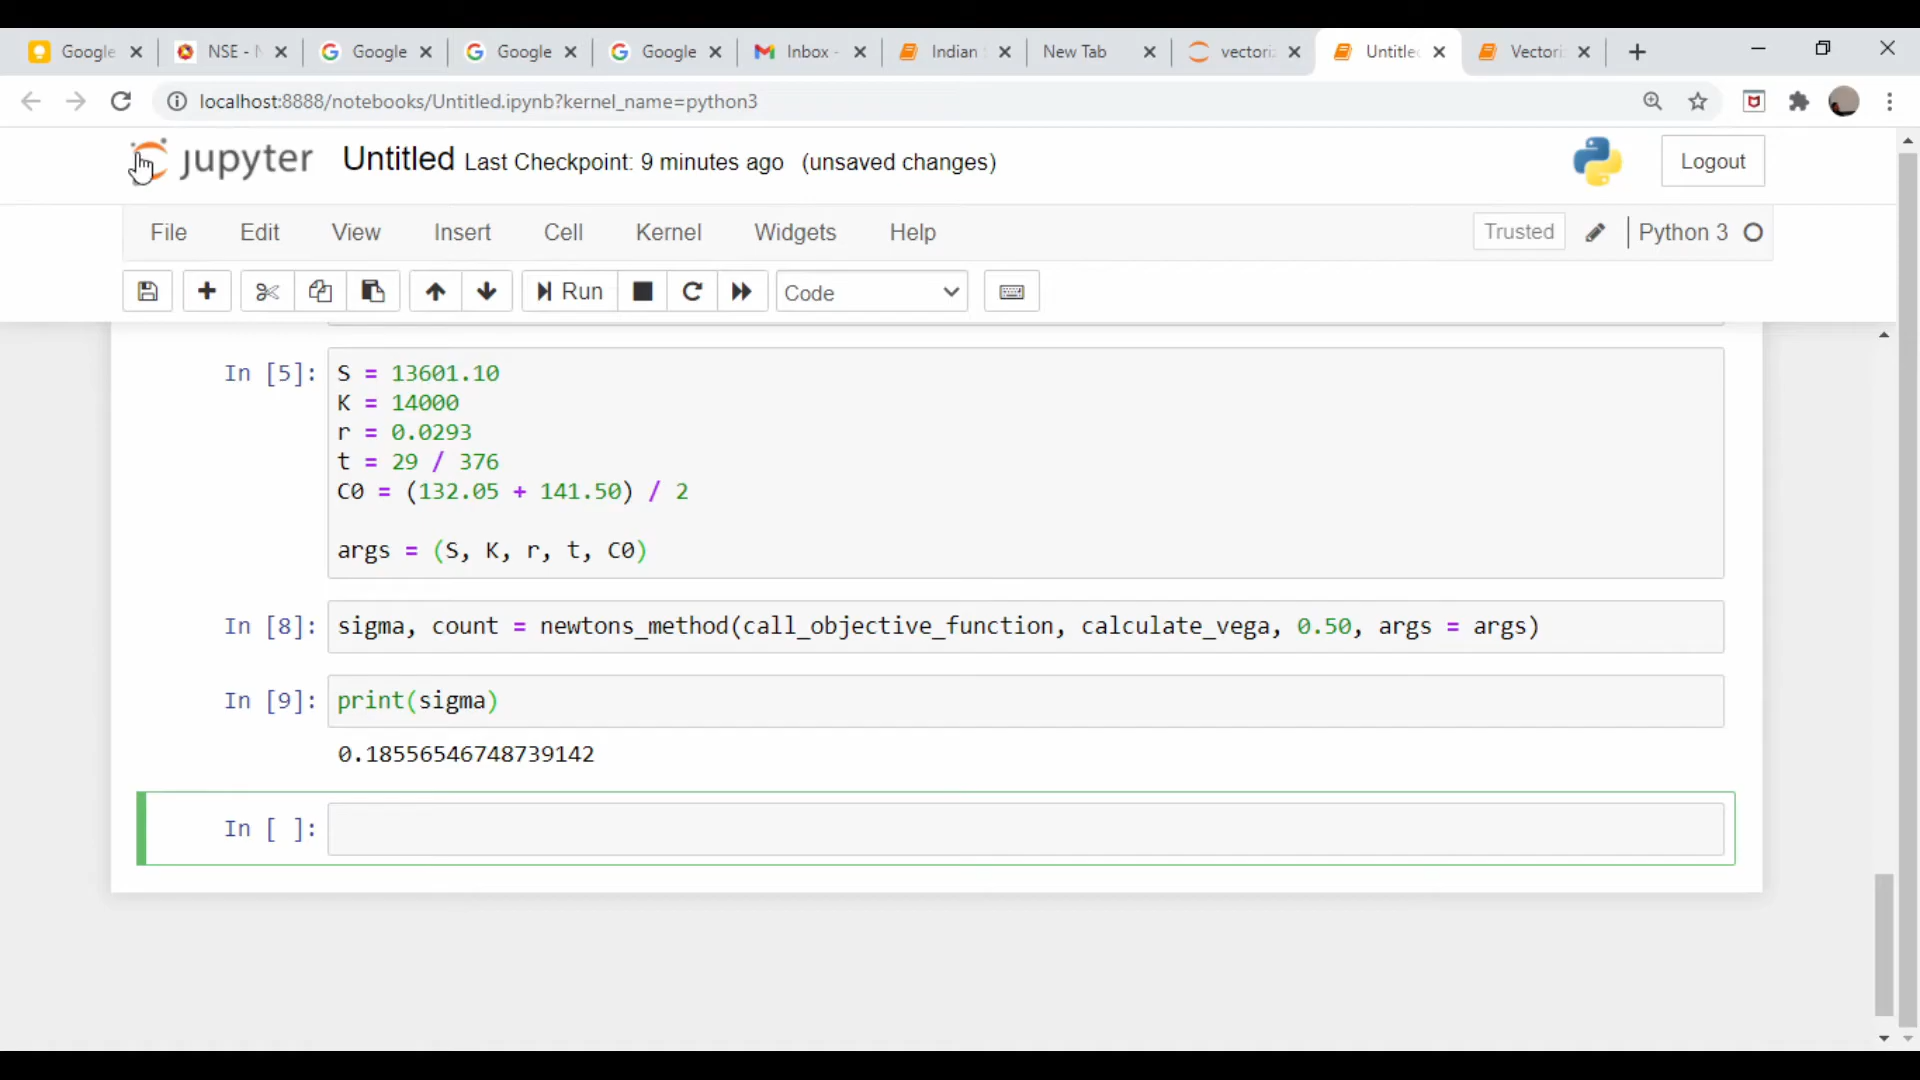 Google NSE - N Google Google Google Inbox - Indian New Tab vectori Untitle Vectori
localhost:8888/notebooks/Untitled.ipynb?kernel_name=python3
jupyter Untitled Last Checkpoint: 9 minutes ago (unsaved changes) Logout
File Edit View Insert Cell Kernel Widgets Help Trusted Python 3
Run Code
In [5]: S = 13601.10
K = 14000
r = 0.0293
t = 29 / 376
C0 = (132.05 + 141.50) / 2
args = (S, K, r, t, C0)
In [8]: sigma, count = newtons_method(call_objective_function, calculate_vega, 0.50, args = args)
In [9]: print(sigma)
0.18556546748739142
In [ ]: